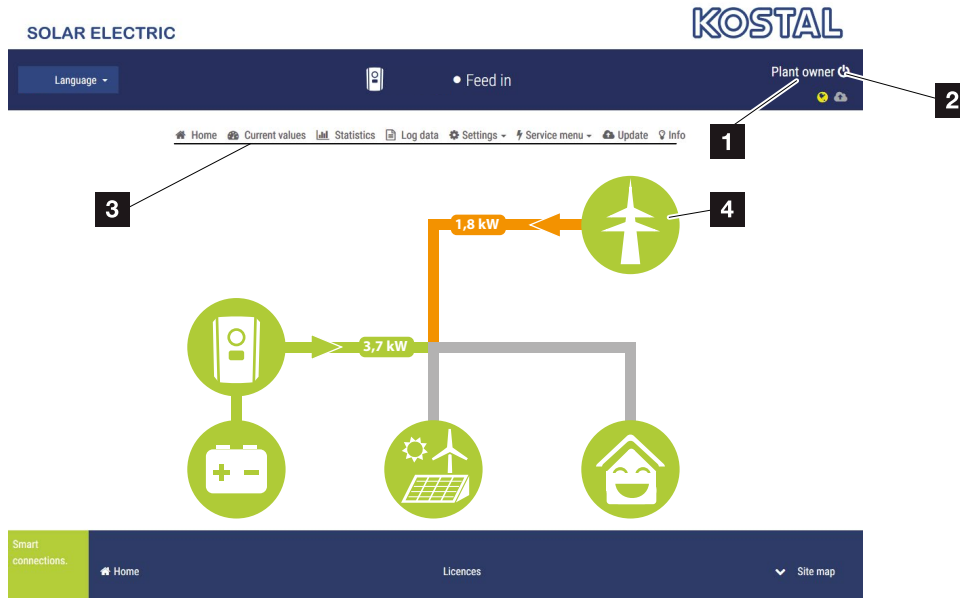 SOLAR ELECTRIC
KOSTAL
Language
Feed in
Plant owner
2
1
Home Current values Statistics Log data Settings Service menu Update Info
3
4
1,8 kW
3,7 kW
Smart
connections.
Home
Licences
Site map